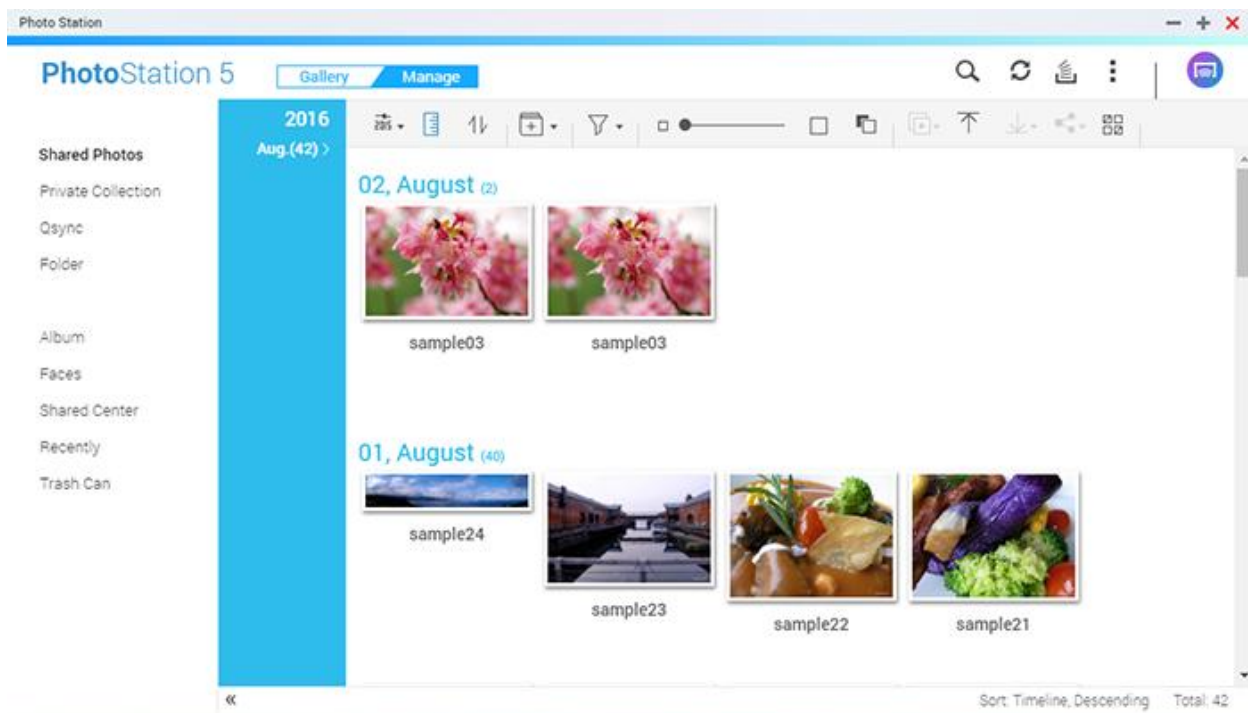 Photo Station
PhotoStation 5
Gallery
Manage
2016
Aug.(42) >
Shared Photos
Private Collection
Qsync
Folder
Album
Faces
Shared Center
Recently
Trash Can
02, August (2)
sample03
sample03
01, August (40)
sample24
sample23
sample22
sample21
Sort: Timeline, Descending
Total: 42